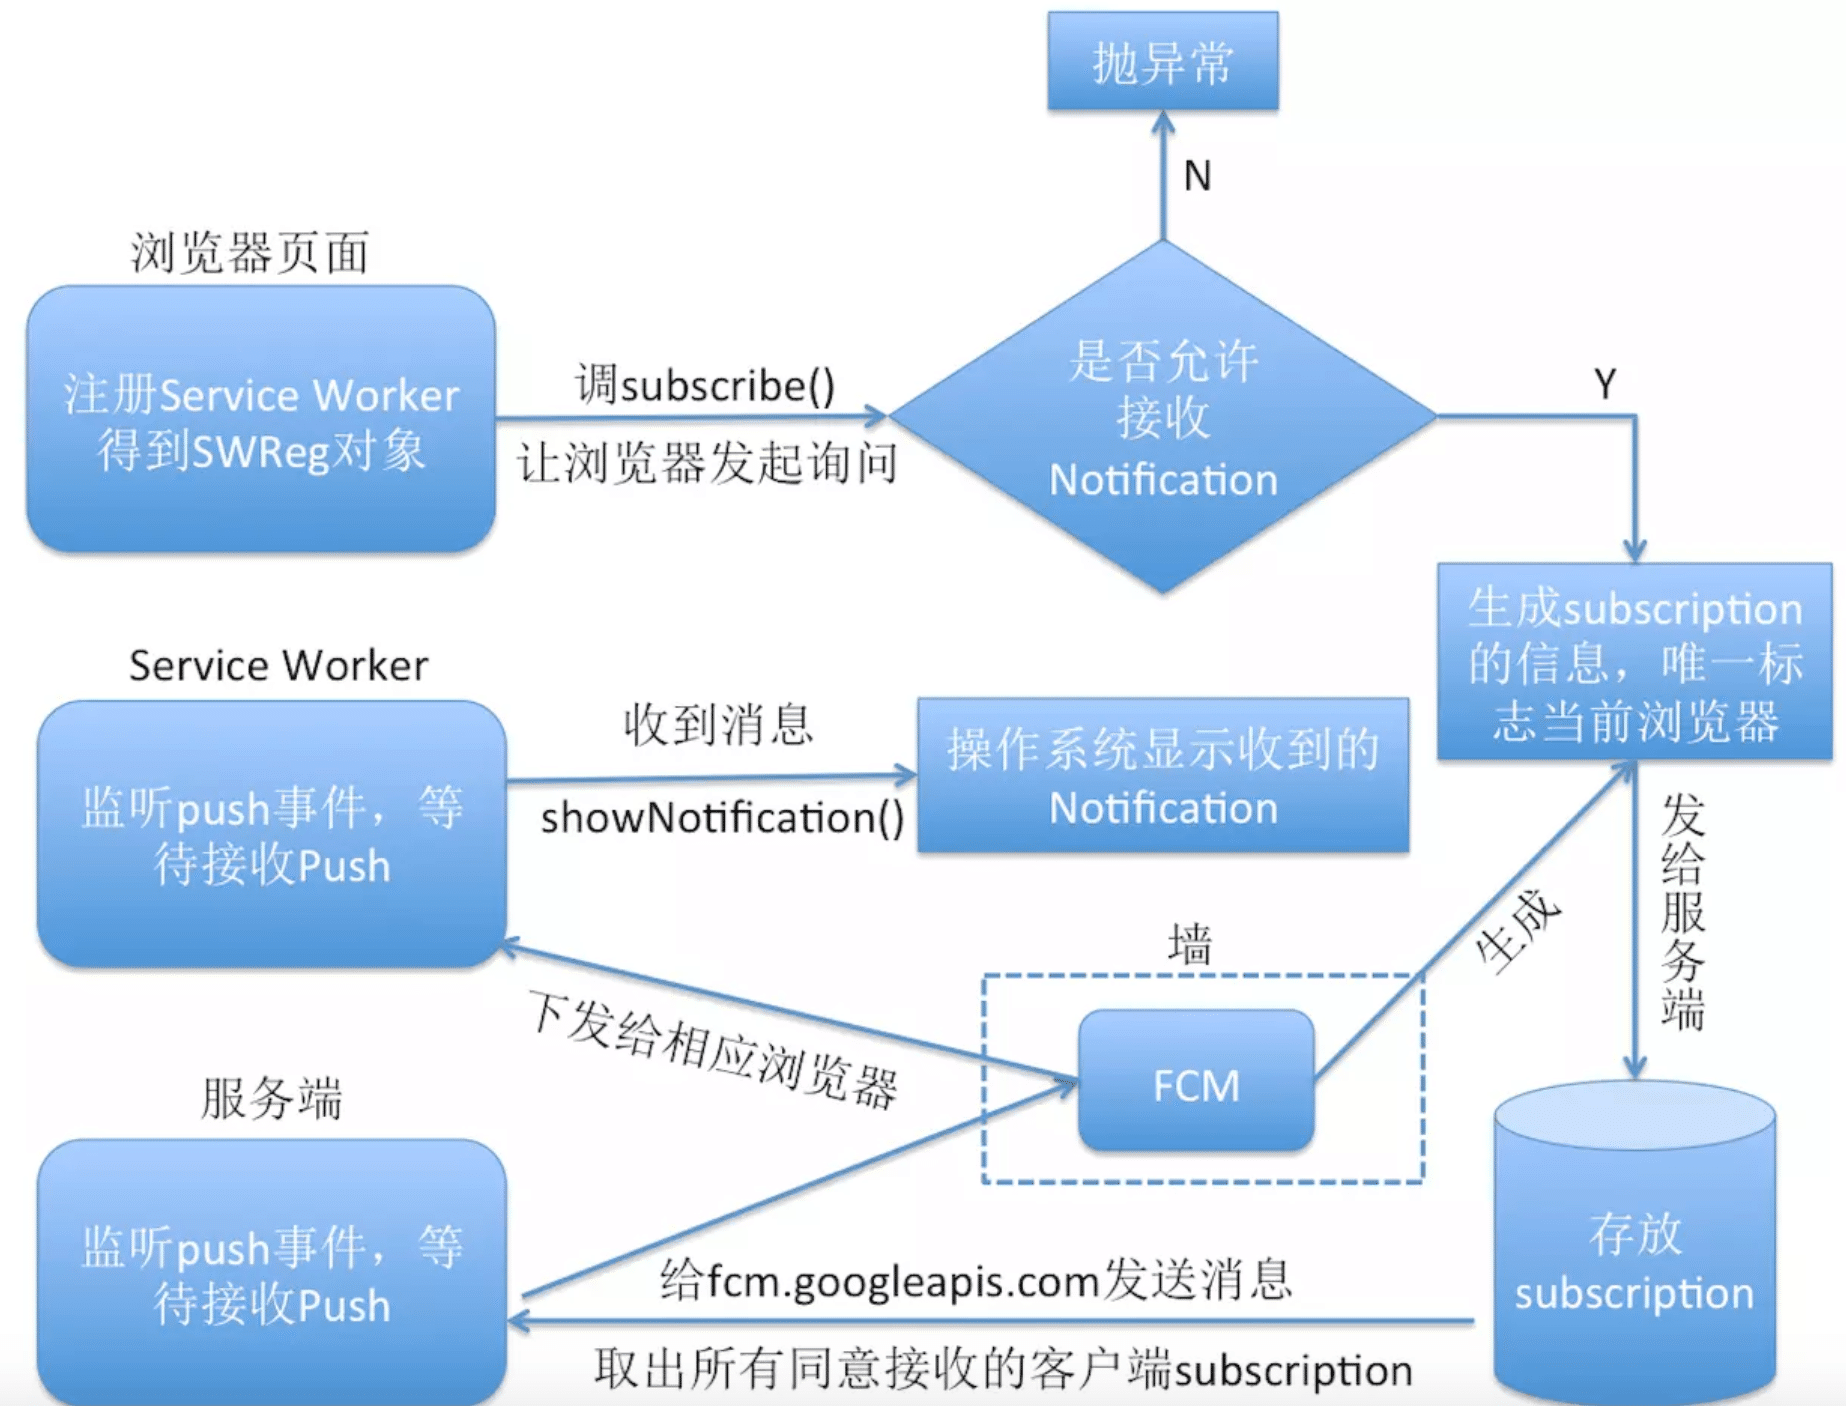 抛异常
N
浏览器页面
注册Service Worker
得到SWReg对象
调subscribe()
让浏览器发起询问
是否允许
接收
Notification
Y
生成subscription
的信息，唯一标
志当前浏览器
Service Worker
监听push事件，等
待接收Push
收到消息
showNotification()
操作系统显示收到的
Notification
发给服务端
生成
墙
FCM
下发给相应浏览器
服务端
监听push事件，等
待接收Push
给fcm.googleapis.com发送消息
取出所有同意接收的客户端subscription
存放
subscription